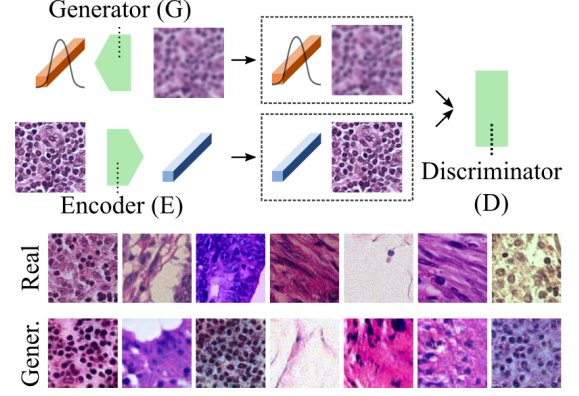 Generator (G)
Encoder (E)
Discriminator
(D)
Real
Gener.